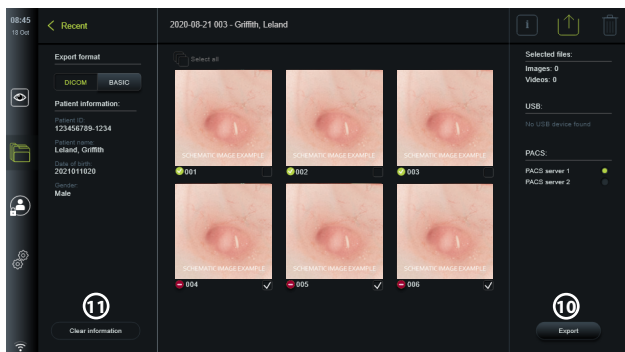 08:45
18 Oct
Recent
2020-08-21 003 - Griffith, Leland
i
Export format
DICOM
BASIC
Patient information:
Patient ID:
123456789-1234
Patient name:
Leland, Griffith
Date of birth:
2021011020
Gender:
Male
11
Clear information
Select all
SCHEMATIC IMAGE EXAMPLE
SCHEMATIC IMAGE EXAMPLE
SCHEMATIC IMAGE EXAMPLE
001
002
003
SCHEMATIC IMAGE EXAMPLE
SCHEMATIC IMAGE EXAMPLE
SCHEMATIC IMAGE EXAMPLE
004
005
006
Selected files:
Images: 0
Videos: 0
USB:
No USB device found
PACS:
PACS server 1
PACS server 2
10
Export